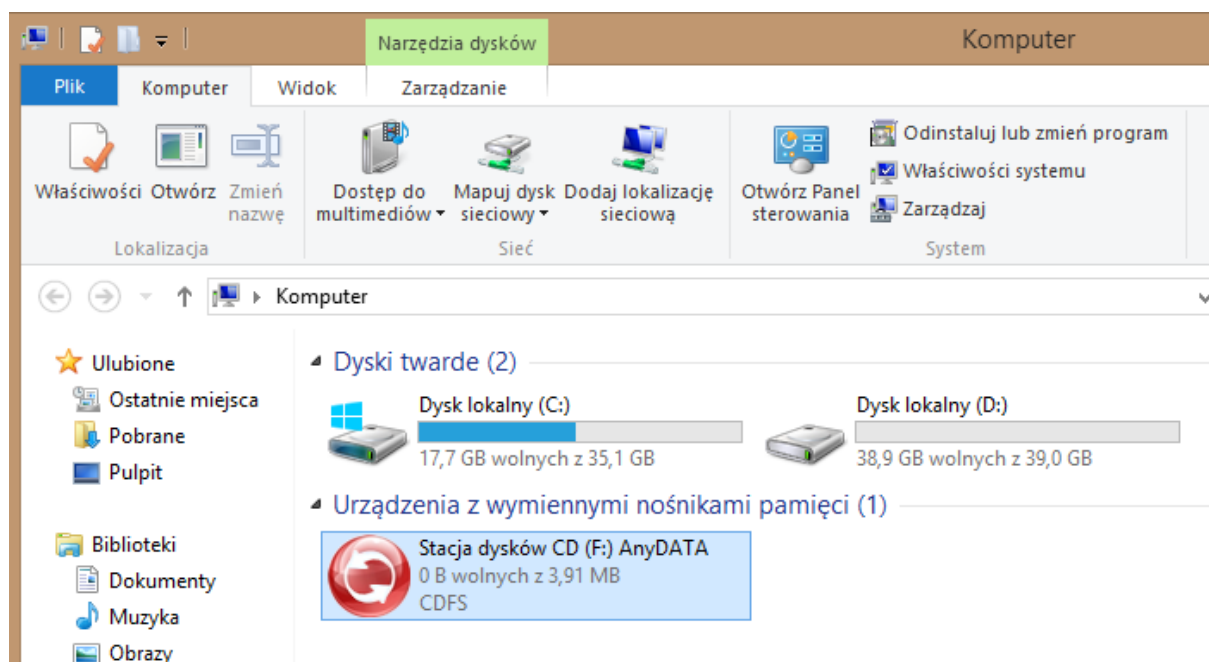 Narzędzia dysków
Komputer
Plik
Komputer
Widok
Zarządzanie
Właściwości
Otwórz
Zmień nazwę
Dostęp do multimediów
Mapuj dysk sieciowy
Dodaj lokalizację sieciową
Otwórz Panel sterowania
Odinstaluj lub zmień program
Właściwości systemu
Zarządzaj
Lokalizacja
Sieć
System
Komputer
Ulubione
Ostatnie miejsca
Pobrane
Pulpit
Biblioteki
Dokumenty
Muzyka
Obrazy
Dyski twarde (2)
Dysk lokalny (C:)
17,7 GB wolnych z 35,1 GB
Dysk lokalny (D:)
38,9 GB wolnych z 39,0 GB
Urządzenia z wymiennymi nośnikami pamięci (1)
Stacja dysków CD (F:) AnyDATA
0 B wolnych z 3,91 MB
CDFS